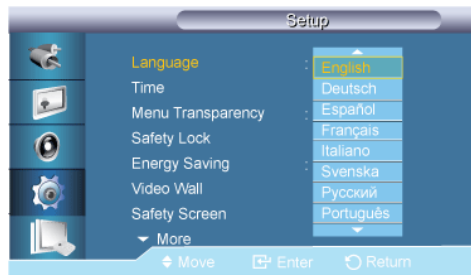 Setup
Language : English
Time Deutsch
Menu Transparency : Español
Safety Lock Français
Italiano
Energy Saving : Svenska
Video Wall Русский
Safety Screen Português
More
Move Enter Return